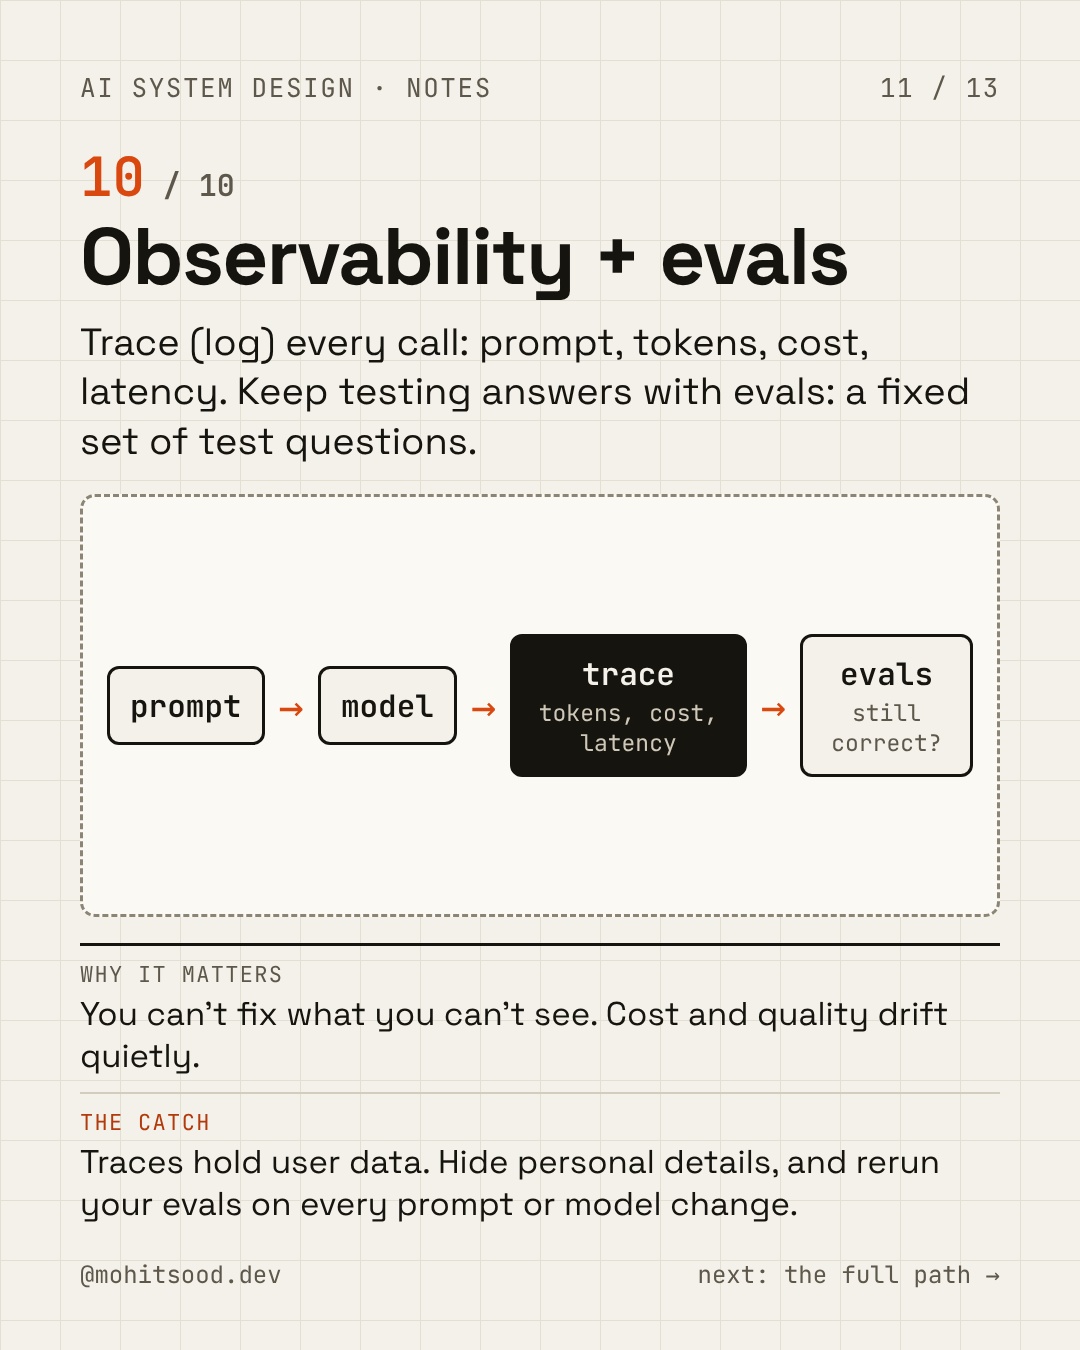 AI SYSTEM DESIGN · NOTES
11 / 13
10 / 10
Observability + evals
Trace (log) every call: prompt, tokens, cost,
latency. Keep testing answers with evals: a fixed
set of test questions.
prompt → model → trace → evals
tokens, cost,
latency
still
correct?
WHY IT MATTERS
You can’t fix what you can’t see. Cost and quality drift
quietly.
THE CATCH
Traces hold user data. Hide personal details, and rerun
your evals on every prompt or model change.
@mohitsood.dev
next: the full path →